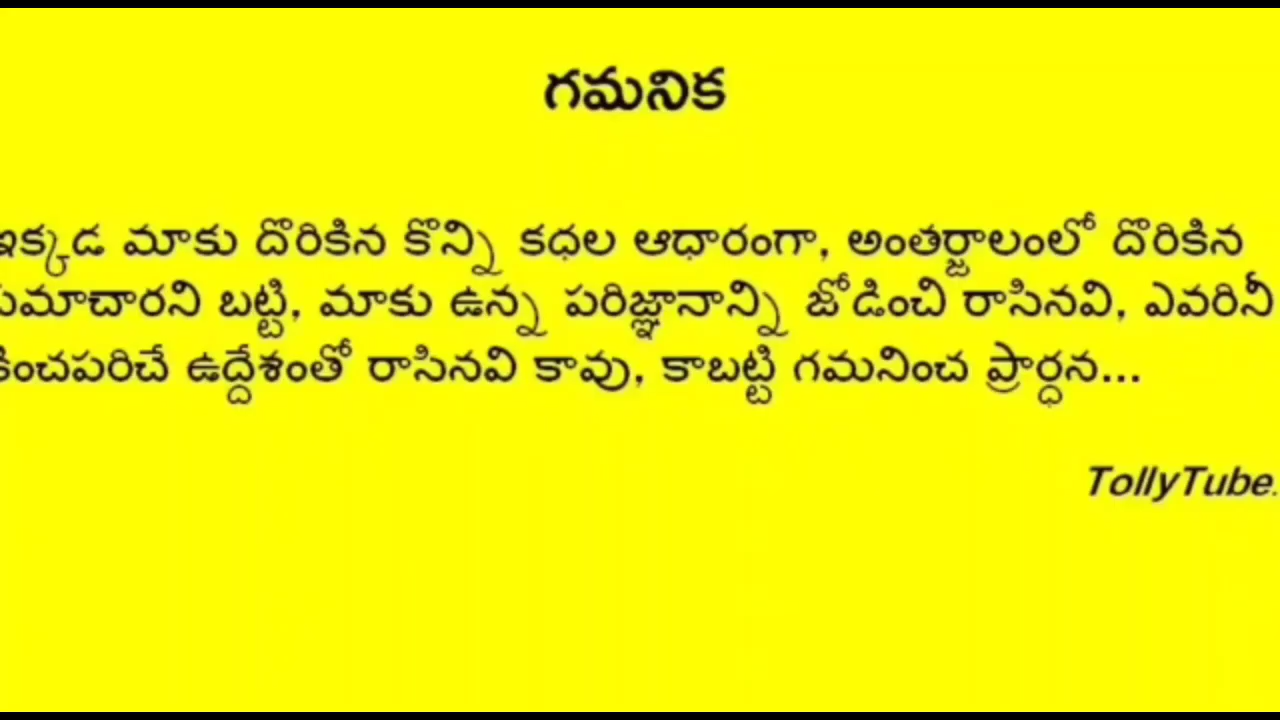 గమనిక
ఇక్కడ మాకు దొరికిన కొన్ని కధల ఆధారంగా, అంతర్జాలంలో దొరికిన
సమాచారని బట్టి, మాకు ఉన్న పరిజ్ఞానాన్ని జోడించి రాసినవి, ఎవరినీ
కించపరిచే ఉద్దేశంతో రాసినవి కావు, కాబట్టి గమనించ ప్రార్ధన...
TollyTube.